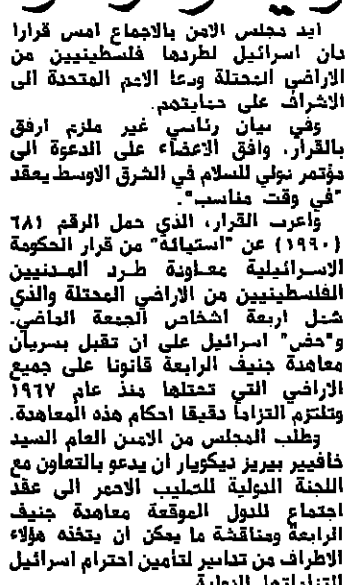 ايد مجلس الامن بالاجماع امس قرارا
دان اسرائيل لطردها فلسطينيين من
الاراضي المحتلة ودعا الامم المتحدة الى
الاشراف على حمايتهم.
وفي بيان رئاسي غير ملزم ارفق
بالقرار، وافق الاعضاء على الدعوة الى
مؤتمر دولي للسلام في الشرق الاوسط يعقد
"في وقت مناسب".
واعرب القرار، الذي حمل الرقم ٦٨١
(١٩٩٠) عن "استيائه" من قرار الحكومة
الاسرائيلية معاودة طرد المدنيين
الفلسطينيين من الاراضي المحتلة والذي
شمل اربعة اشخاص الجمعة الماضي.
و"حض" اسرائيل على ان تقبل بسريان
معاهدة جنيف الرابعة قانونا على جميع
الاراضي التي تحتلها منذ عام ١٩٦٧
وتلتزم التزاما دقيقا احكام هذه المعاهدة.
وطلب المجلس من الامين العام السيد
خافيير بيريز ديكويار ان يدعو بالتعاون مع
اللجنة الدولية للصليب الاحمر الى عقد
اجتماع للدول الموقعة معاهدة جنيف
الرابعة ومناقشة ما يمكن ان يتخذه هؤلاء
الاطراف من تدابير لتأمين احترام اسرائيل
التزاماتها الدولية